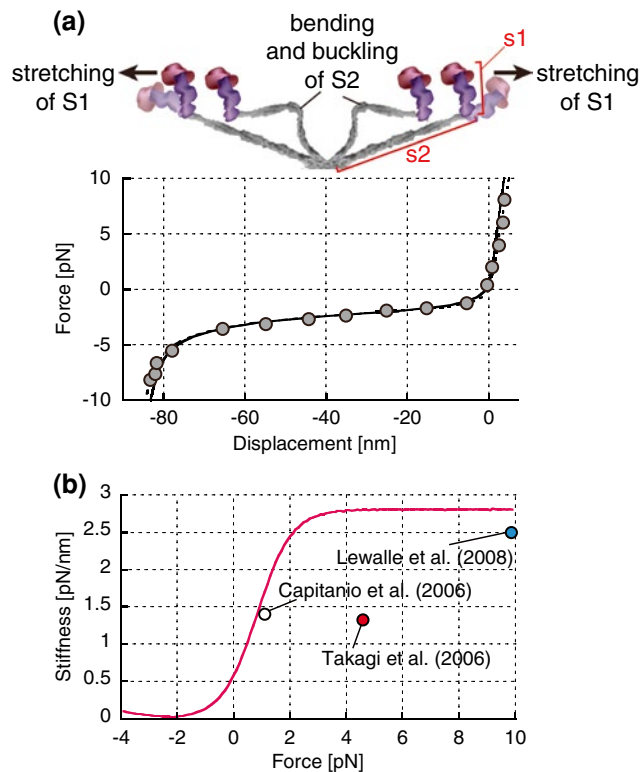 (a)
bending
and buckling
of S2
s1
stretching
of S1
stretching
of S1
s2
10
5
0
-5
-10
Force [pN]
-80
-60
-40
-20
0
Displacement [nm]
(b)
3
2.5
2
1.5
1
0.5
0
Stiffness [pN/nm]
Lewalle et al. (2008)
Capitanio et al. (2006)
Takagi et al. (2006)
-4
-2
0
2
4
6
8
10
Force [pN]